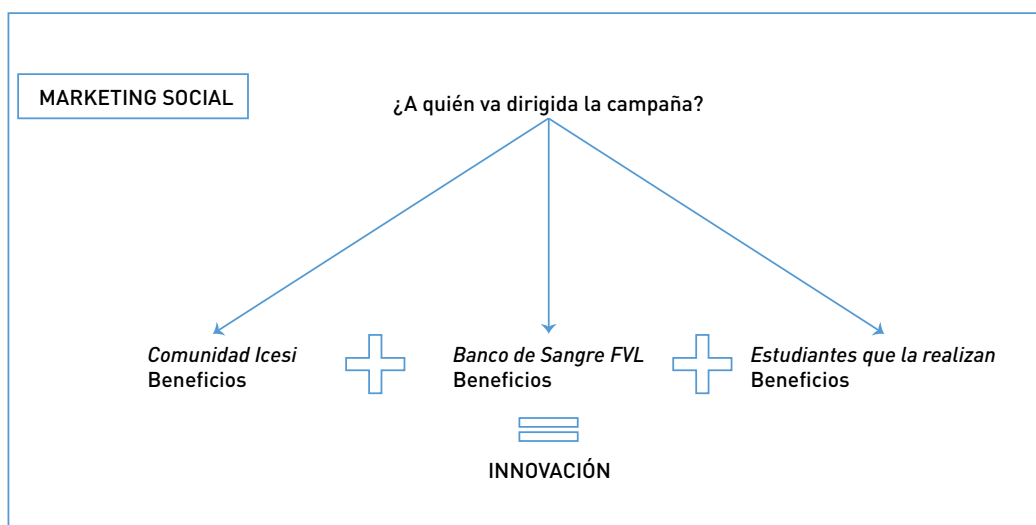 MARKETING SOCIAL
¿A quién va dirigida la campaña?
Comunidad Icesi
Beneficios
Banco de Sangre FVL
Beneficios
Estudiantes que la realizan
Beneficios
INNOVACIÓN